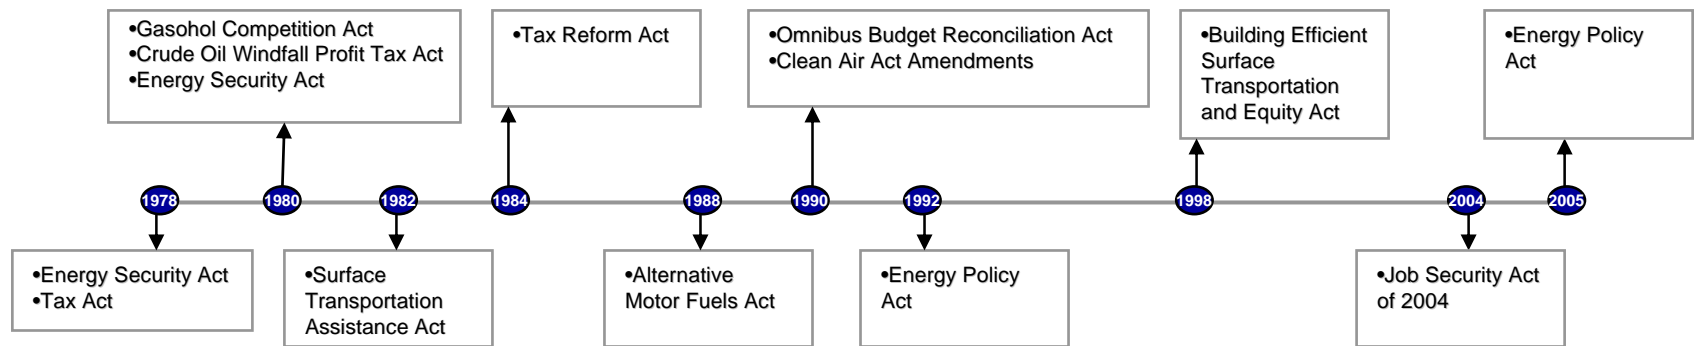 •Gasohol Competition Act
•Crude Oil Windfall Profit Tax Act
•Energy Security Act
•Tax Reform Act
•Omnibus Budget Reconciliation Act
•Clean Air Act Amendments
•Building Efficient
Surface
Transportation
and Equity Act
•Energy Policy
Act
1978
1980
1982
1984
1988
1990
1992
1998
2004
2005
•Energy Security Act
•Tax Act
•Surface
Transportation
Assistance Act
•Alternative
Motor Fuels Act
•Energy Policy
Act
•Job Security Act
of 2004